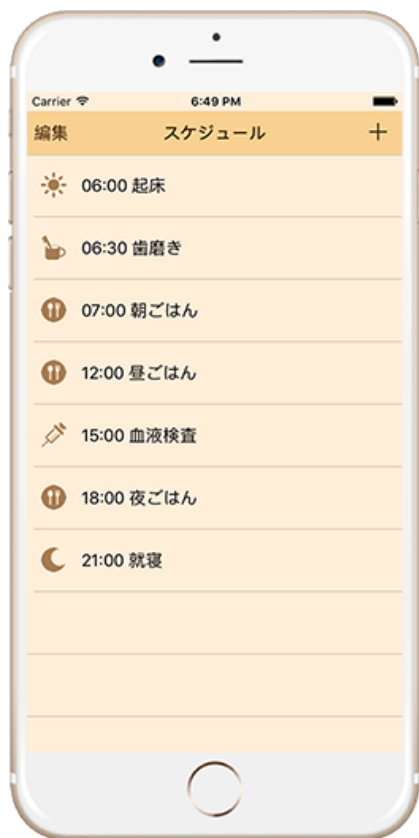 Carrier 6:49 PM
編集 スケジュール +
06:00 起床
06:30 歯磨き
07:00 朝ごはん
12:00 昼ごはん
15:00 血液検査
18:00 夜ごはん
21:00 就寝